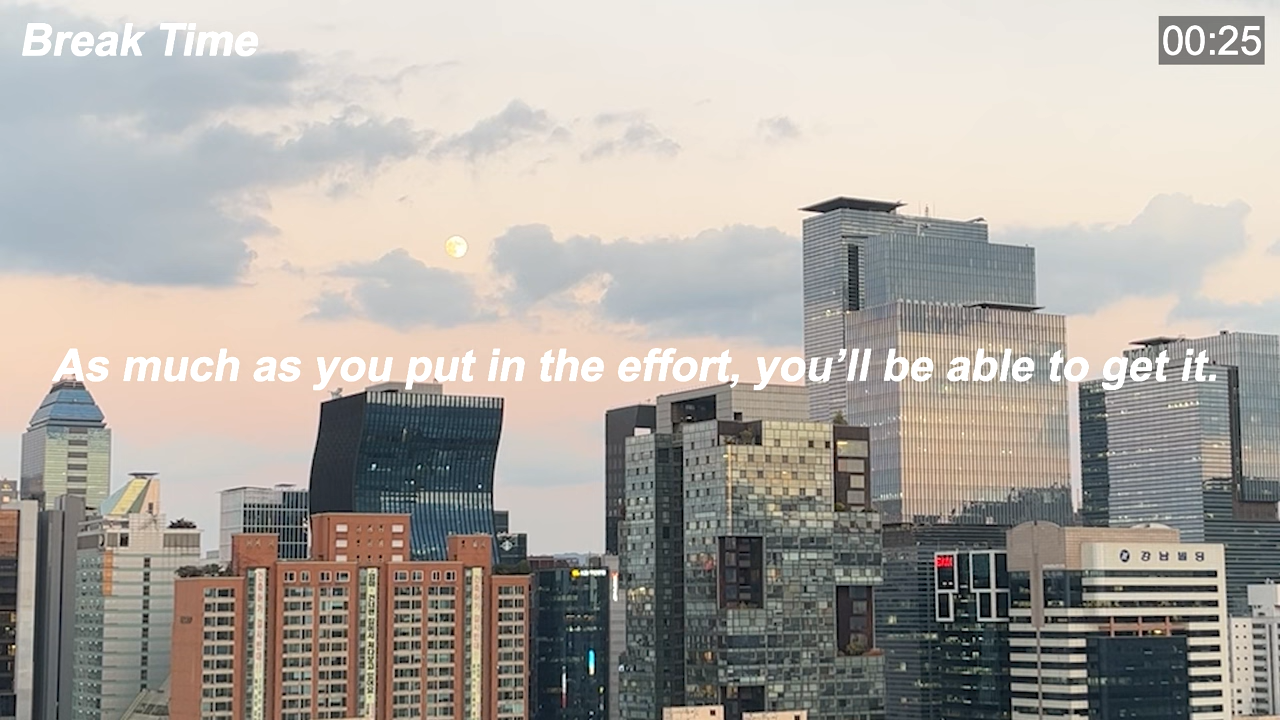 Break Time
00:25
As much as you put in the effort, you’ll be able to get it.
강남빌딩